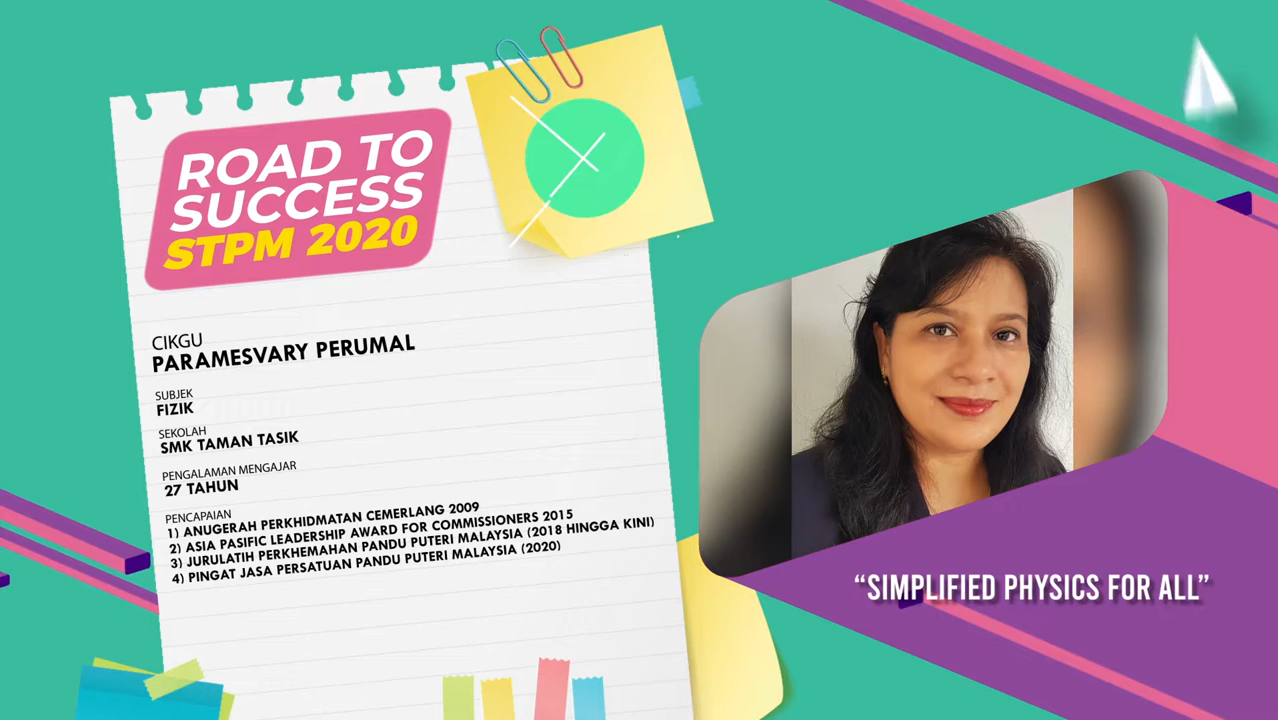 ROAD TO
SUCCESS
STPM 2020
CIKGU
PARAMESVARY PERUMAL
SUBJEK
FIZIK
SEKOLAH
SMK TAMAN TASIK
PENGALAMAN MENGAJAR
27 TAHUN
PENCAPAIAN
1) ANUGERAH PERKHIDMATAN CEMERLANG 2009
2) ASIA PASIFIC LEADERSHIP AWARD FOR COMMISSIONERS 2015
3) JURULATIH PERKHEMAHAN PANDU PUTERI MALAYSIA (2018 HINGGA KINI)
4) PINGAT JASA PERSATUAN PANDU PUTERI MALAYSIA (2020)
“SIMPLIFIED PHYSICS FOR ALL”